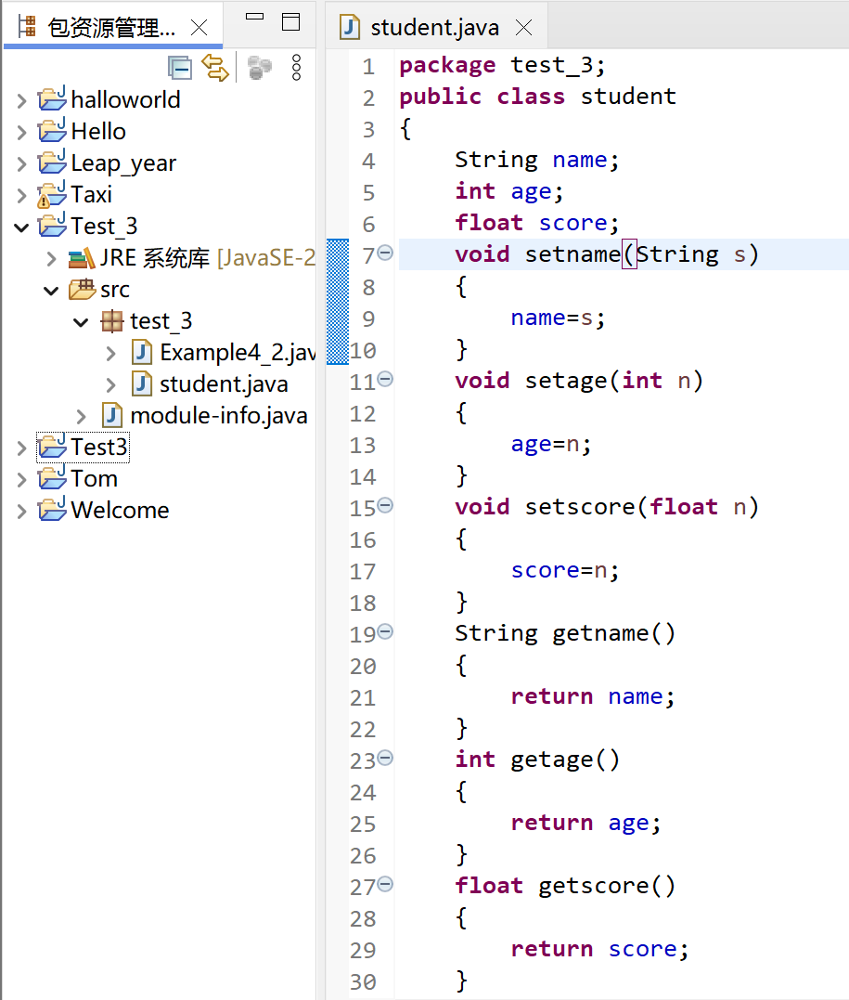 包资源管理...
halloworld
Hello
Leap_year
Taxi
Test_3
JRE 系统库 [JavaSE-2
src
test_3
Example4_2.jav
student.java
module-info.java
Test3
Tom
Welcome
student.java
1 package test_3;
2 public class student
3 {
4 String name;
5 int age;
6 float score;
7 void setname(String s)
8 {
9 name=s;
10 }
11 void setage(int n)
12 {
13 age=n;
14 }
15 void setscore(float n)
16 {
17 score=n;
18 }
19 String getname()
20 {
21 return name;
22 }
23 int getage()
24 {
25 return age;
26 }
27 float getscore()
28 {
29 return score;
30 }